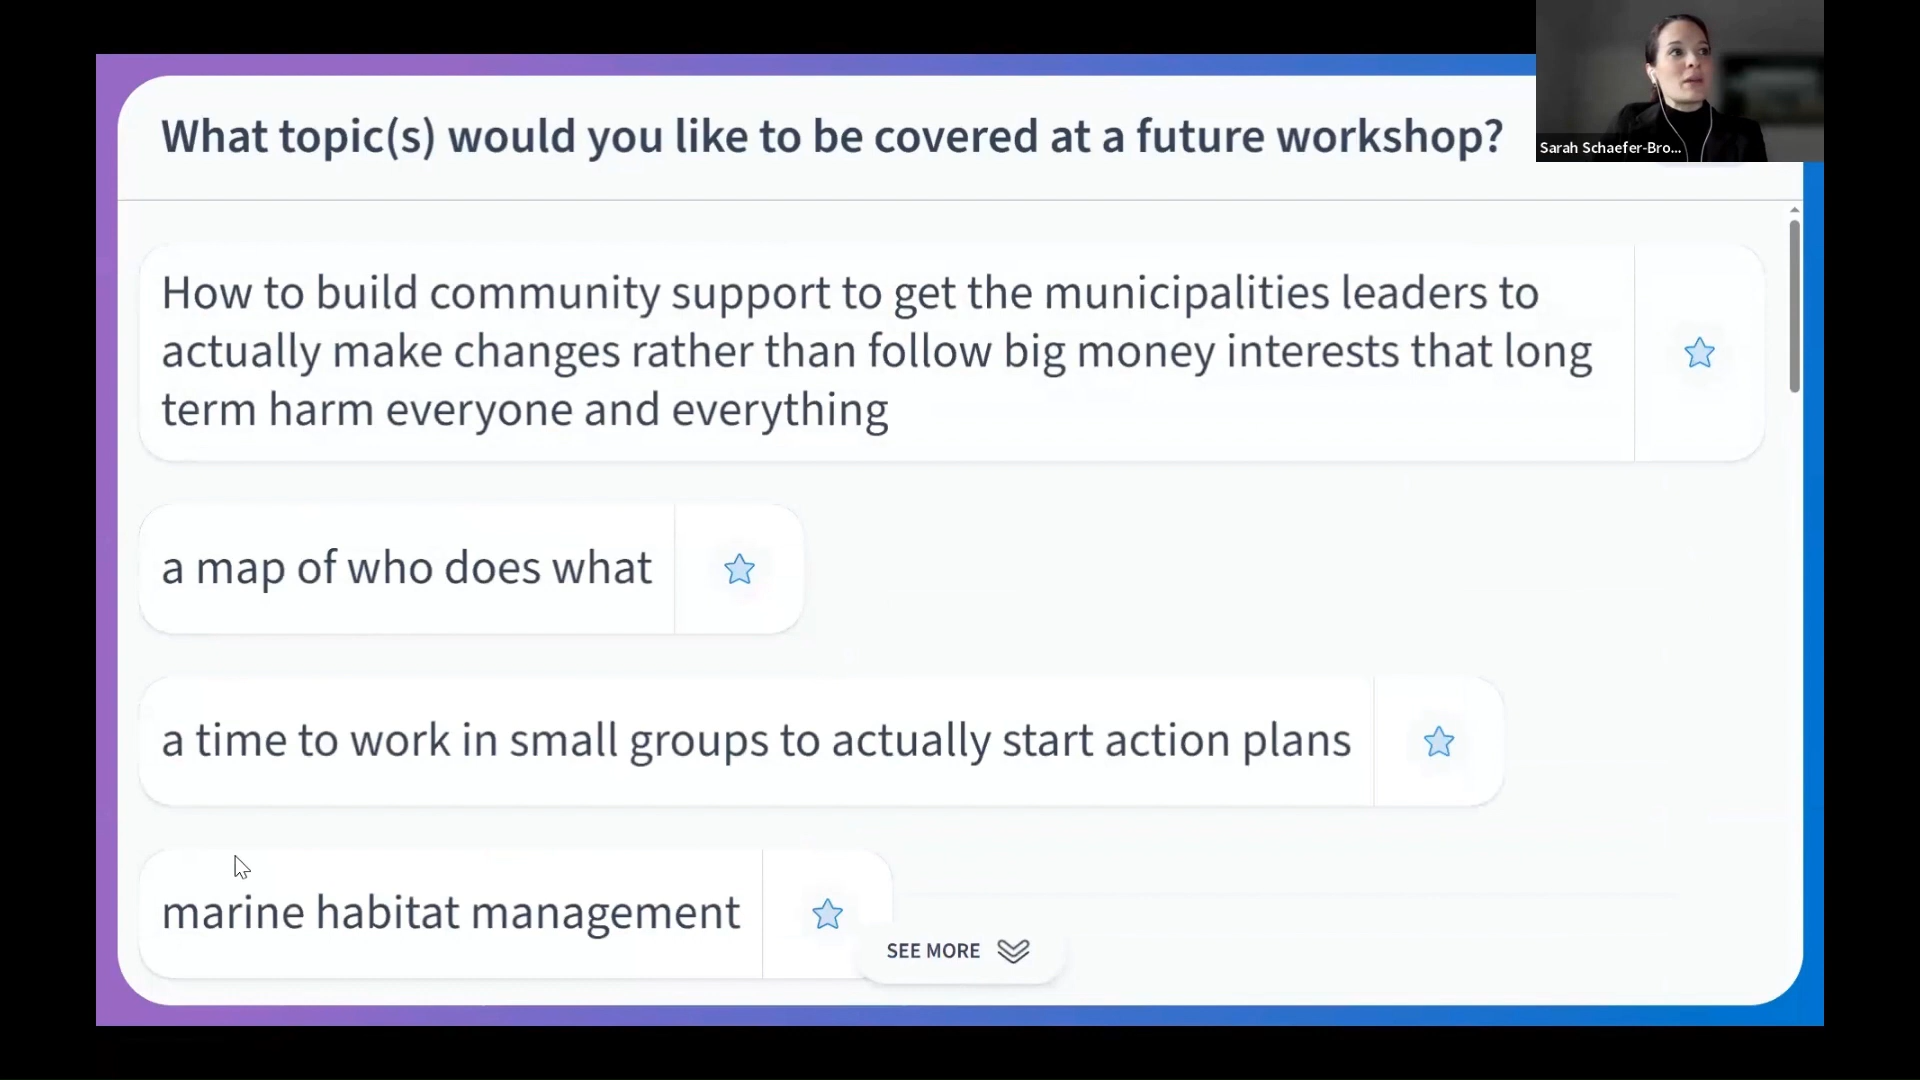 What topic(s) would you like to be covered at a future workshop?
Sarah Schaefer-Bro...
How to build community support to get the municipalities leaders to
actually make changes rather than follow big money interests that long
term harm everyone and everything
a map of who does what
a time to work in small groups to actually start action plans
marine habitat management
SEE MORE